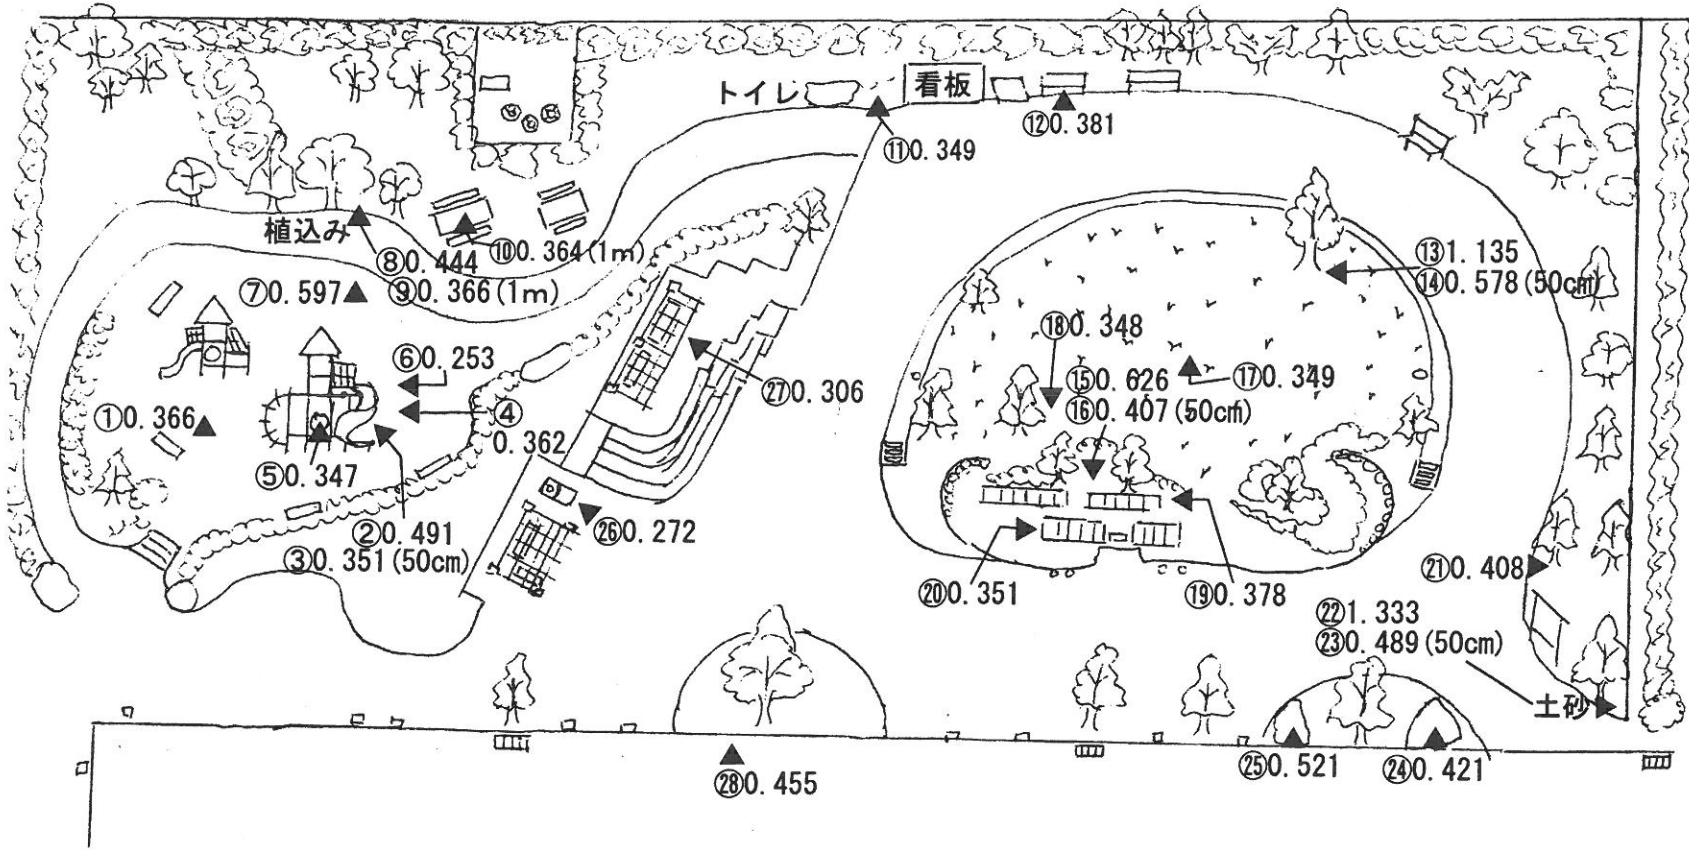 トイレ
看板
⑫0.381
⑪0.349
植込み
⑩0.364(1m)
⑧0.444
⑨0.366(1m)
⑦0.597
⑬1.135
⑭0.578(50cm)
⑱0.348
⑥0.253
⑮0.626
⑯0.407(50cm)
⑰0.349
㉗0.306
①0.366
④
0.362
⑤0.347
②0.491
③0.351(50cm)
㉖0.272
⑳0.351
⑲0.378
㉑0.408
㉒1.333
㉓0.489(50cm)
土砂
㉘0.455
㉕0.521
㉔0.421